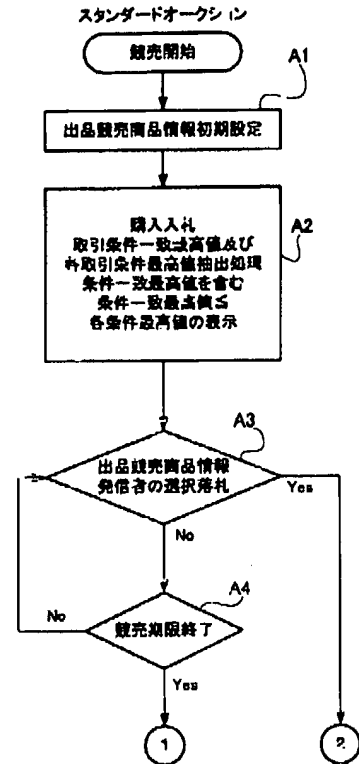 スタンダードオークション
競売開始
A1
出品競売商品情報初期設定
A2
購入入札
取引条件一致最高値及び
各取引条件最高値抽出処理
条件一致最高値を含む
条件一致最高値≦
各条件最高値の表示
A3
出品競売商品情報
発信者の選択落札
Yes
No
A4
No
競売期限終了
Yes
1
2